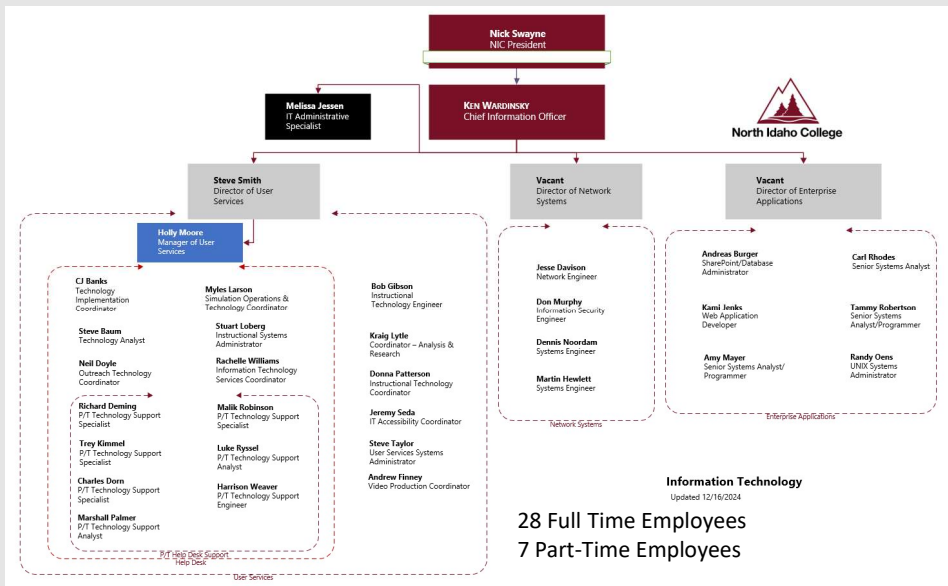 Nick Swayne
NIC President
Melissa Jessen
IT Administrative
Specialist
KEN WARDINSKY
Chief Information Officer
North Idaho College
Steve Smith
Director of User
Services
Vacant
Director of Network
Systems
Vacant
Director of Enterprise
Applications
Holly Moore
Manager of User
Services
CJ Banks
Technology
Implementation
Coordinator
Steve Baum
Technology Analyst
Neil Doyle
Outreach Technology
Coordinator
Myles Larson
Simulation Operations &
Technology Coordinator
Stuart Loberg
Instructional Systems
Administrator
Rachelle Williams
Information Technology
Services Coordinator
Richard Deming
P/T Technology Support
Specialist
Trey Kimmel
P/T Technology Support
Specialist
Charles Dorn
P/T Technology Support
Specialist
Marshall Palmer
P/T Technology Support
Analyst
Malik Robinson
P/T Technology Support
Specialist
Luke Ryssel
P/T Technology Support
Analyst
Harrison Weaver
P/T Technology Support
Engineer
P/T Help Desk Support
Help Desk
User Services
Bob Gibson
Instructional
Technology Engineer
Kraig Lytle
Coordinator – Analysis &
Research
Donna Patterson
Instructional Technology
Coordinator
Jeremy Seda
IT Accessibility Coordinator
Steve Taylor
User Services Systems
Administrator
Andrew Finney
Video Production Coordinator
Jesse Davison
Network Engineer
Don Murphy
Information Security
Engineer
Dennis Noordam
Systems Engineer
Martin Hewlett
Systems Engineer
Network Systems
Andreas Burger
SharePoint/Database
Administrator
Kami Jenks
Web Application
Developer
Amy Mayer
Senior Systems Analyst/
Programmer
Carl Rhodes
Senior Systems Analyst
Tammy Robertson
Senior Systems
Analyst/Programmer
Randy Oens
UNIX Systems
Administrator
Enterprise Applications
Information Technology
Updated 12/16/2024
28 Full Time Employees
7 Part-Time Employees